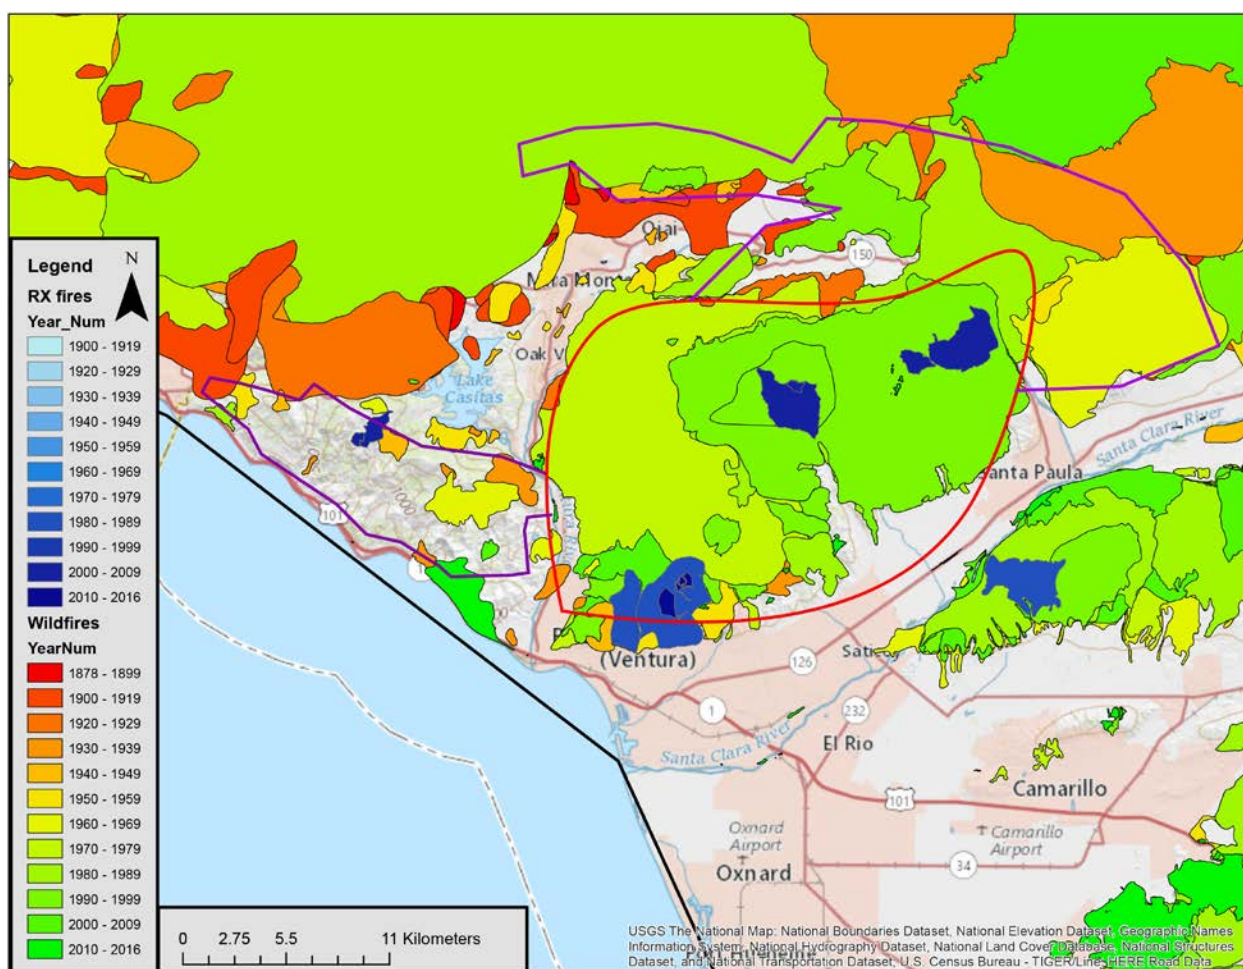 Legend
N
RX fires
Year_Num
1900 - 1919
1920 - 1929
1930 - 1939
1940 - 1949
1950 - 1959
1960 - 1969
1970 - 1979
1980 - 1989
1990 - 1999
2000 - 2009
2010 - 2016
Wildfires
YearNum
1878 - 1899
1900 - 1919
1920 - 1929
1930 - 1939
1940 - 1949
1950 - 1959
1960 - 1969
1970 - 1979
1980 - 1989
1990 - 1999
2000 - 2009
2010 - 2016
Ojai
150
Oak V
Lake
Casitas
1000
101
Santa Clara River
Santa Paula
(Ventura)
126
1
232
Santa Clara River
El Rio
Camarillo
101
Oxnard
Airport
Camarillo
Airport
34
Oxnard
0 2.75 5.5 11 Kilometers
USGS The National Map: National Boundaries Dataset, National Elevation Dataset, Geographic Names
Information System, National Hydrography Dataset, National Land Cover Database, National Structures
Dataset, and National Transportation Dataset; U.S. Census Bureau - TIGER/Line; HERE Road Data